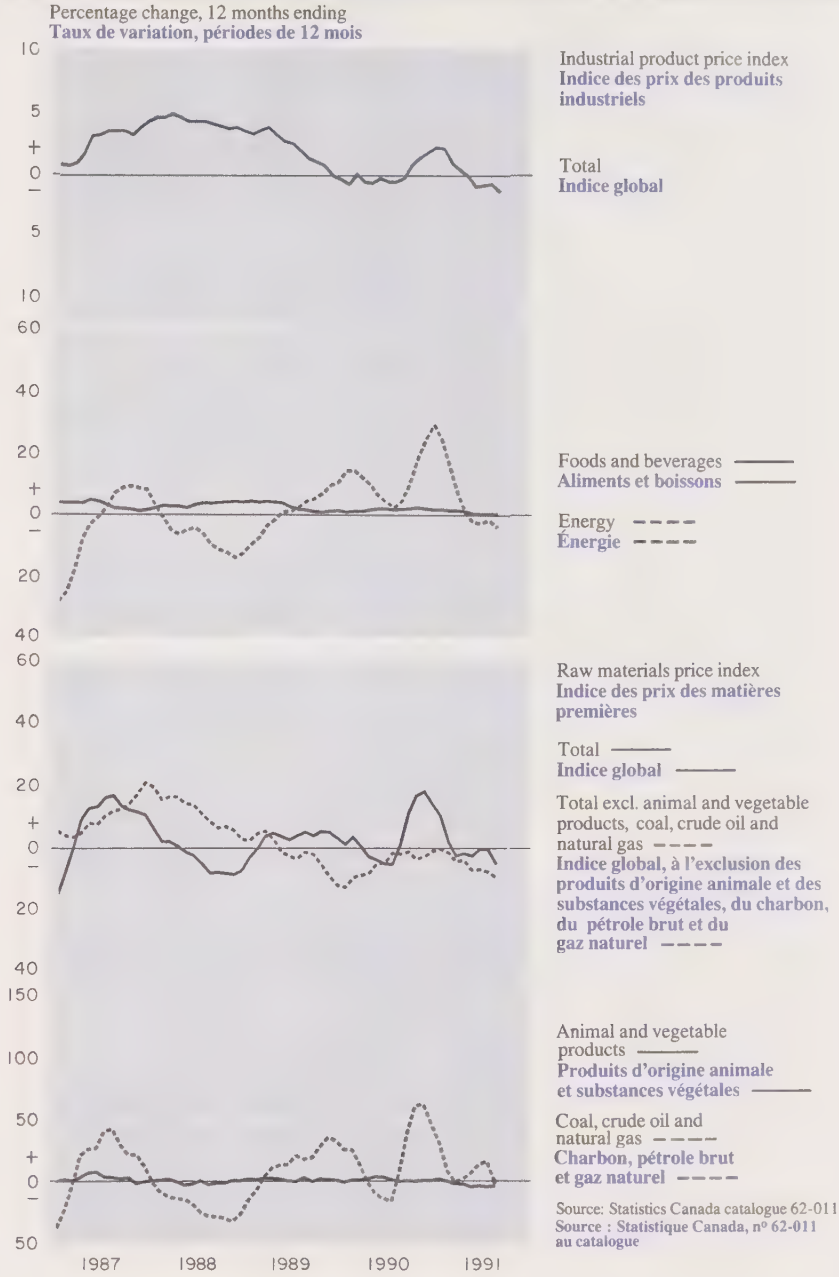 Percentage change, 12 months ending
Taux de variation, périodes de 12 mois
10
5
+
0
−
5
10
Industrial product price index
Indice des prix des produits
industriels
Total
Indice global
60
40
20
+
0
−
20
40
Foods and beverages
Aliments et boissons
Energy
Énergie
60
40
20
+
0
−
20
40
Raw materials price index
Indice des prix des matières
premières
Total
Indice global
Total excl. animal and vegetable
products, coal, crude oil and
natural gas
Indice global, à l'exclusion des
produits d'origine animale et des
substances végétales, du charbon,
du pétrole brut et du
gaz naturel
150
100
50
+
0
−
50
Animal and vegetable
products
Produits d'origine animale
et substances végétales
Coal, crude oil and
natural gas
Charbon, pétrole brut
et gaz naturel
Source: Statistics Canada catalogue 62-011
Source : Statistique Canada, nº 62-011
au catalogue
1987 1988 1989 1990 1991